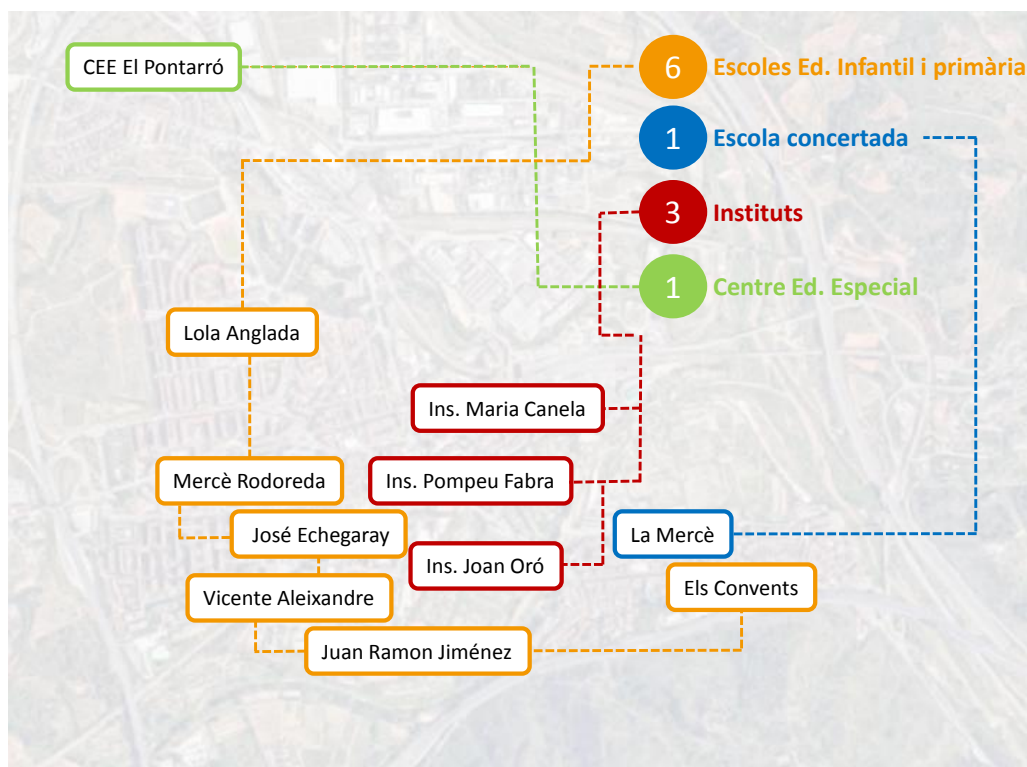 CEE El Pontarró
6 Escoles Ed. Infantil i primària
1 Escola concertada
3 Instituts
1 Centre Ed. Especial
Lola Anglada
Ins. Maria Canela
Mercè Rodoreda
Ins. Pompeu Fabra
José Echegaray
La Mercè
Ins. Joan Oró
Els Convents
Vicente Aleixandre
Juan Ramon Jiménez